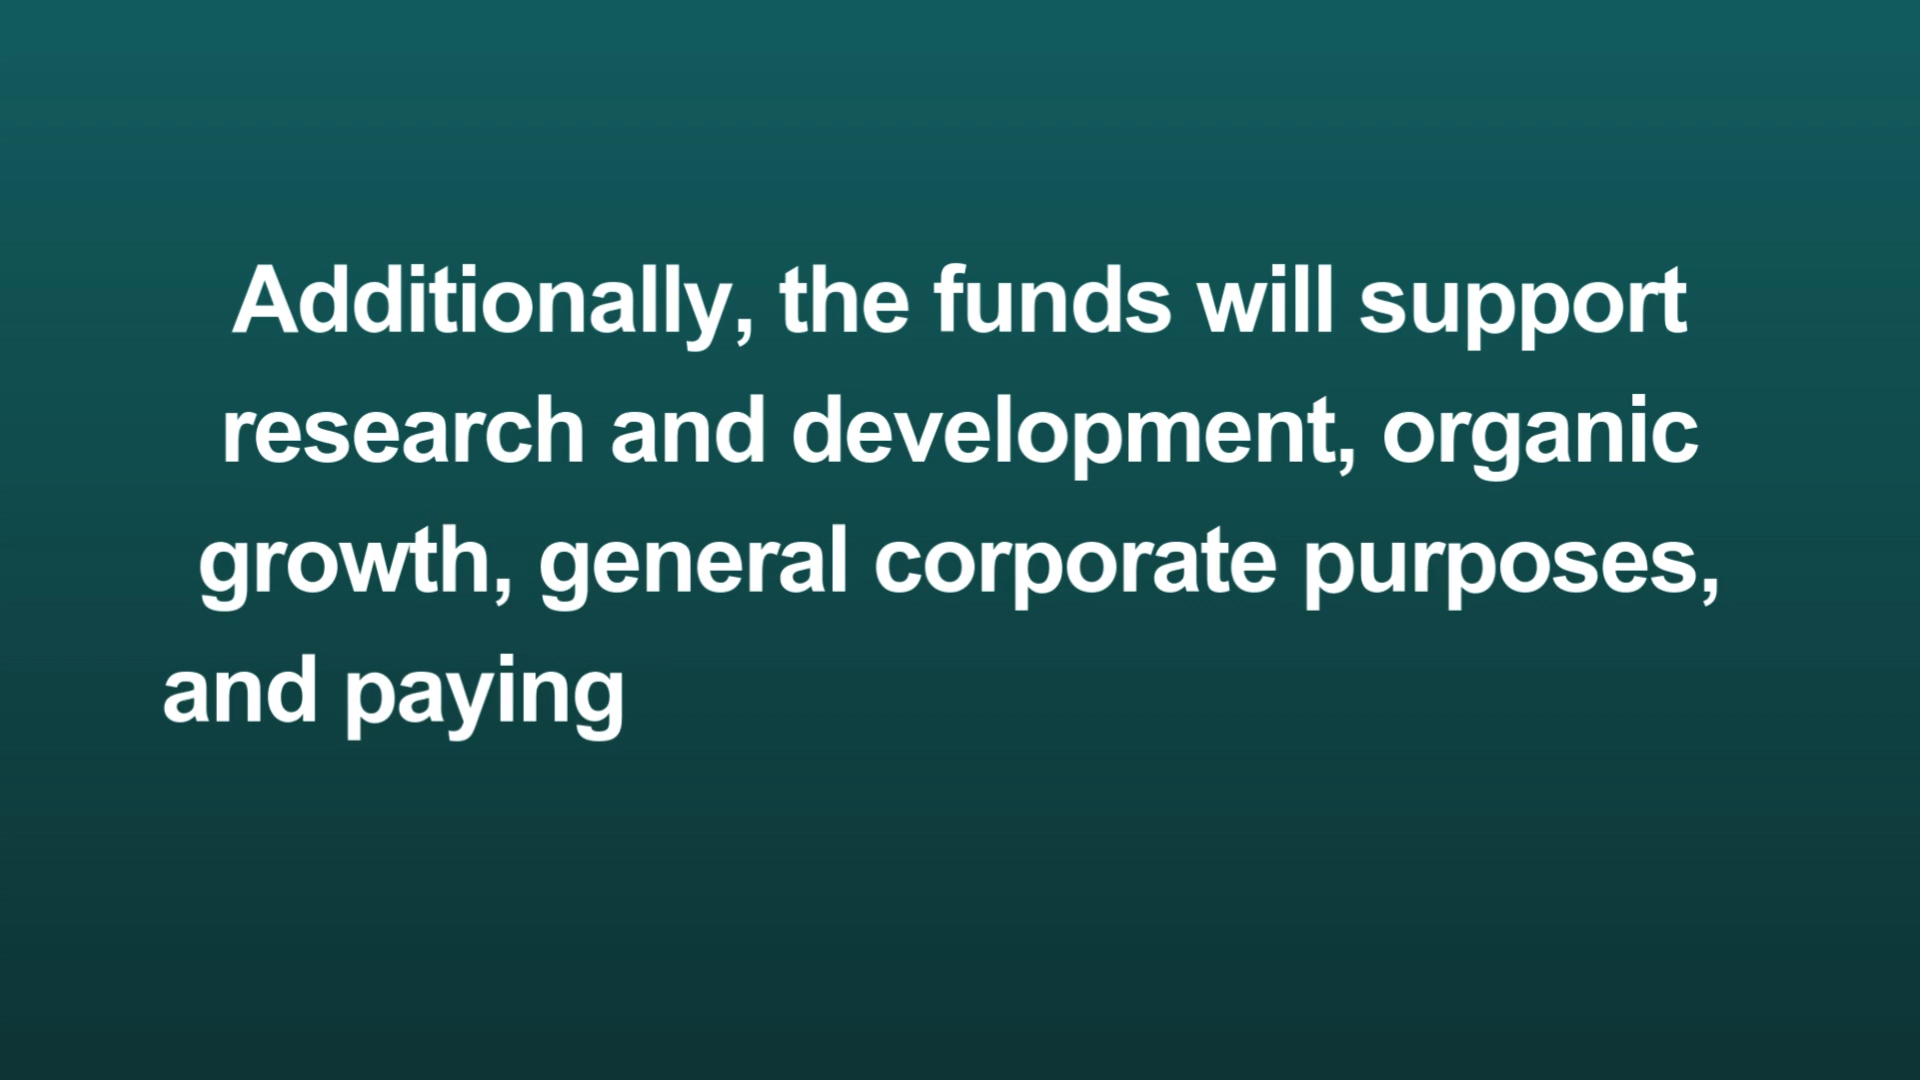 Additionally, the funds will support
research and development, organic
growth, general corporate purposes,
and paying